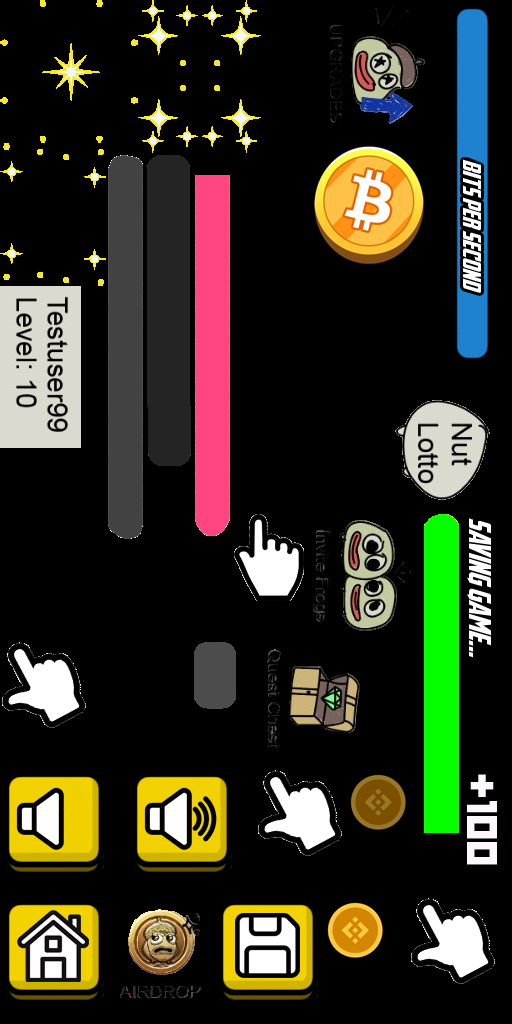 BITS PER SECOND
UPGRADES
Nut
Lotto
Testuser99
Level: 10
SAVING GAME...
Invite Frogs
Quest Chest
+100
AIRDROP